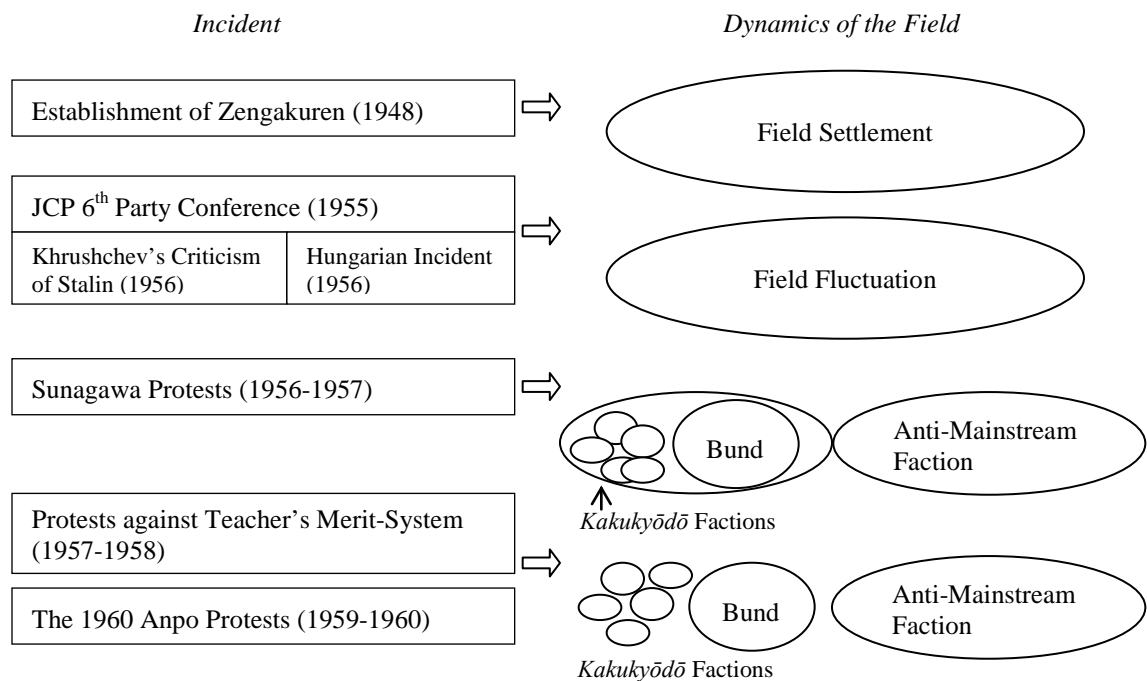 Incident
Dynamics of the Field
Establishment of Zengakuren (1948)
Field Settlement
JCP 6th Party Conference (1955)
Khrushchev's Criticism
of Stalin (1956)
Hungarian Incident
(1956)
Field Fluctuation
Sunagawa Protests (1956-1957)
Bund
Anti-Mainstream
Faction
Kakukyōdō Factions
Protests against Teacher's Merit-System
(1957-1958)
The 1960 Anpo Protests (1959-1960)
Bund
Anti-Mainstream
Faction
Kakukyōdō Factions